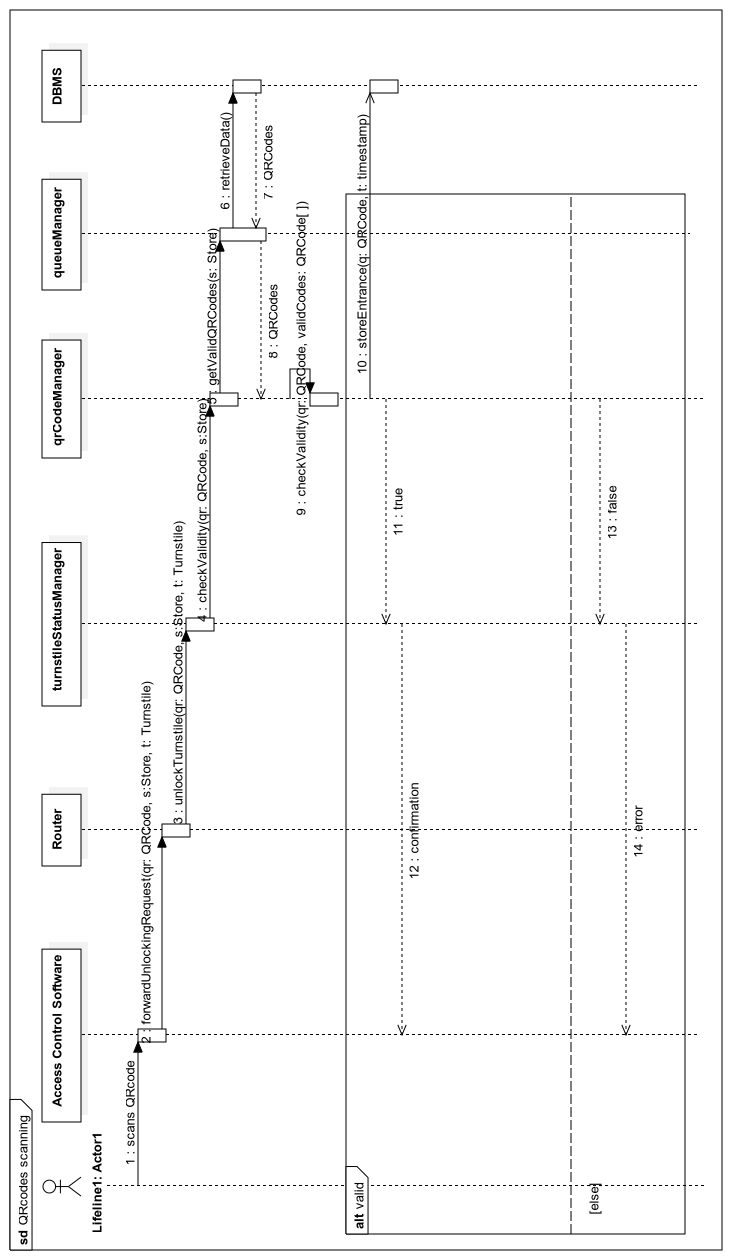 sd QRcodes scanning
Lifeline1: Actor1
Access Control Software
Router
turnstileStatusManager
qrCodeManager
queueManager
DBMS
1 : scans QRcode
2 : forwardUnlockingRequest(qr: QRCode, s:Store, t: Turnstile)
3 : unlockTurnstile(qr: QRCode, s:Store, t: Turnstile)
4 : checkValidity(qr: QRCode, s:Store)
5 : getValidQRCodes(s: Store)
6 : retrieveData()
7 : QRCodes
8 : QRCodes
9 : checkValidity(qr: QRCode, validCodes: QRCode[ ])
alt valid
10 : storeEntrance(q: QRCode, t: timestamp)
11 : true
12 : confirmation
[else]
13 : false
14 : error